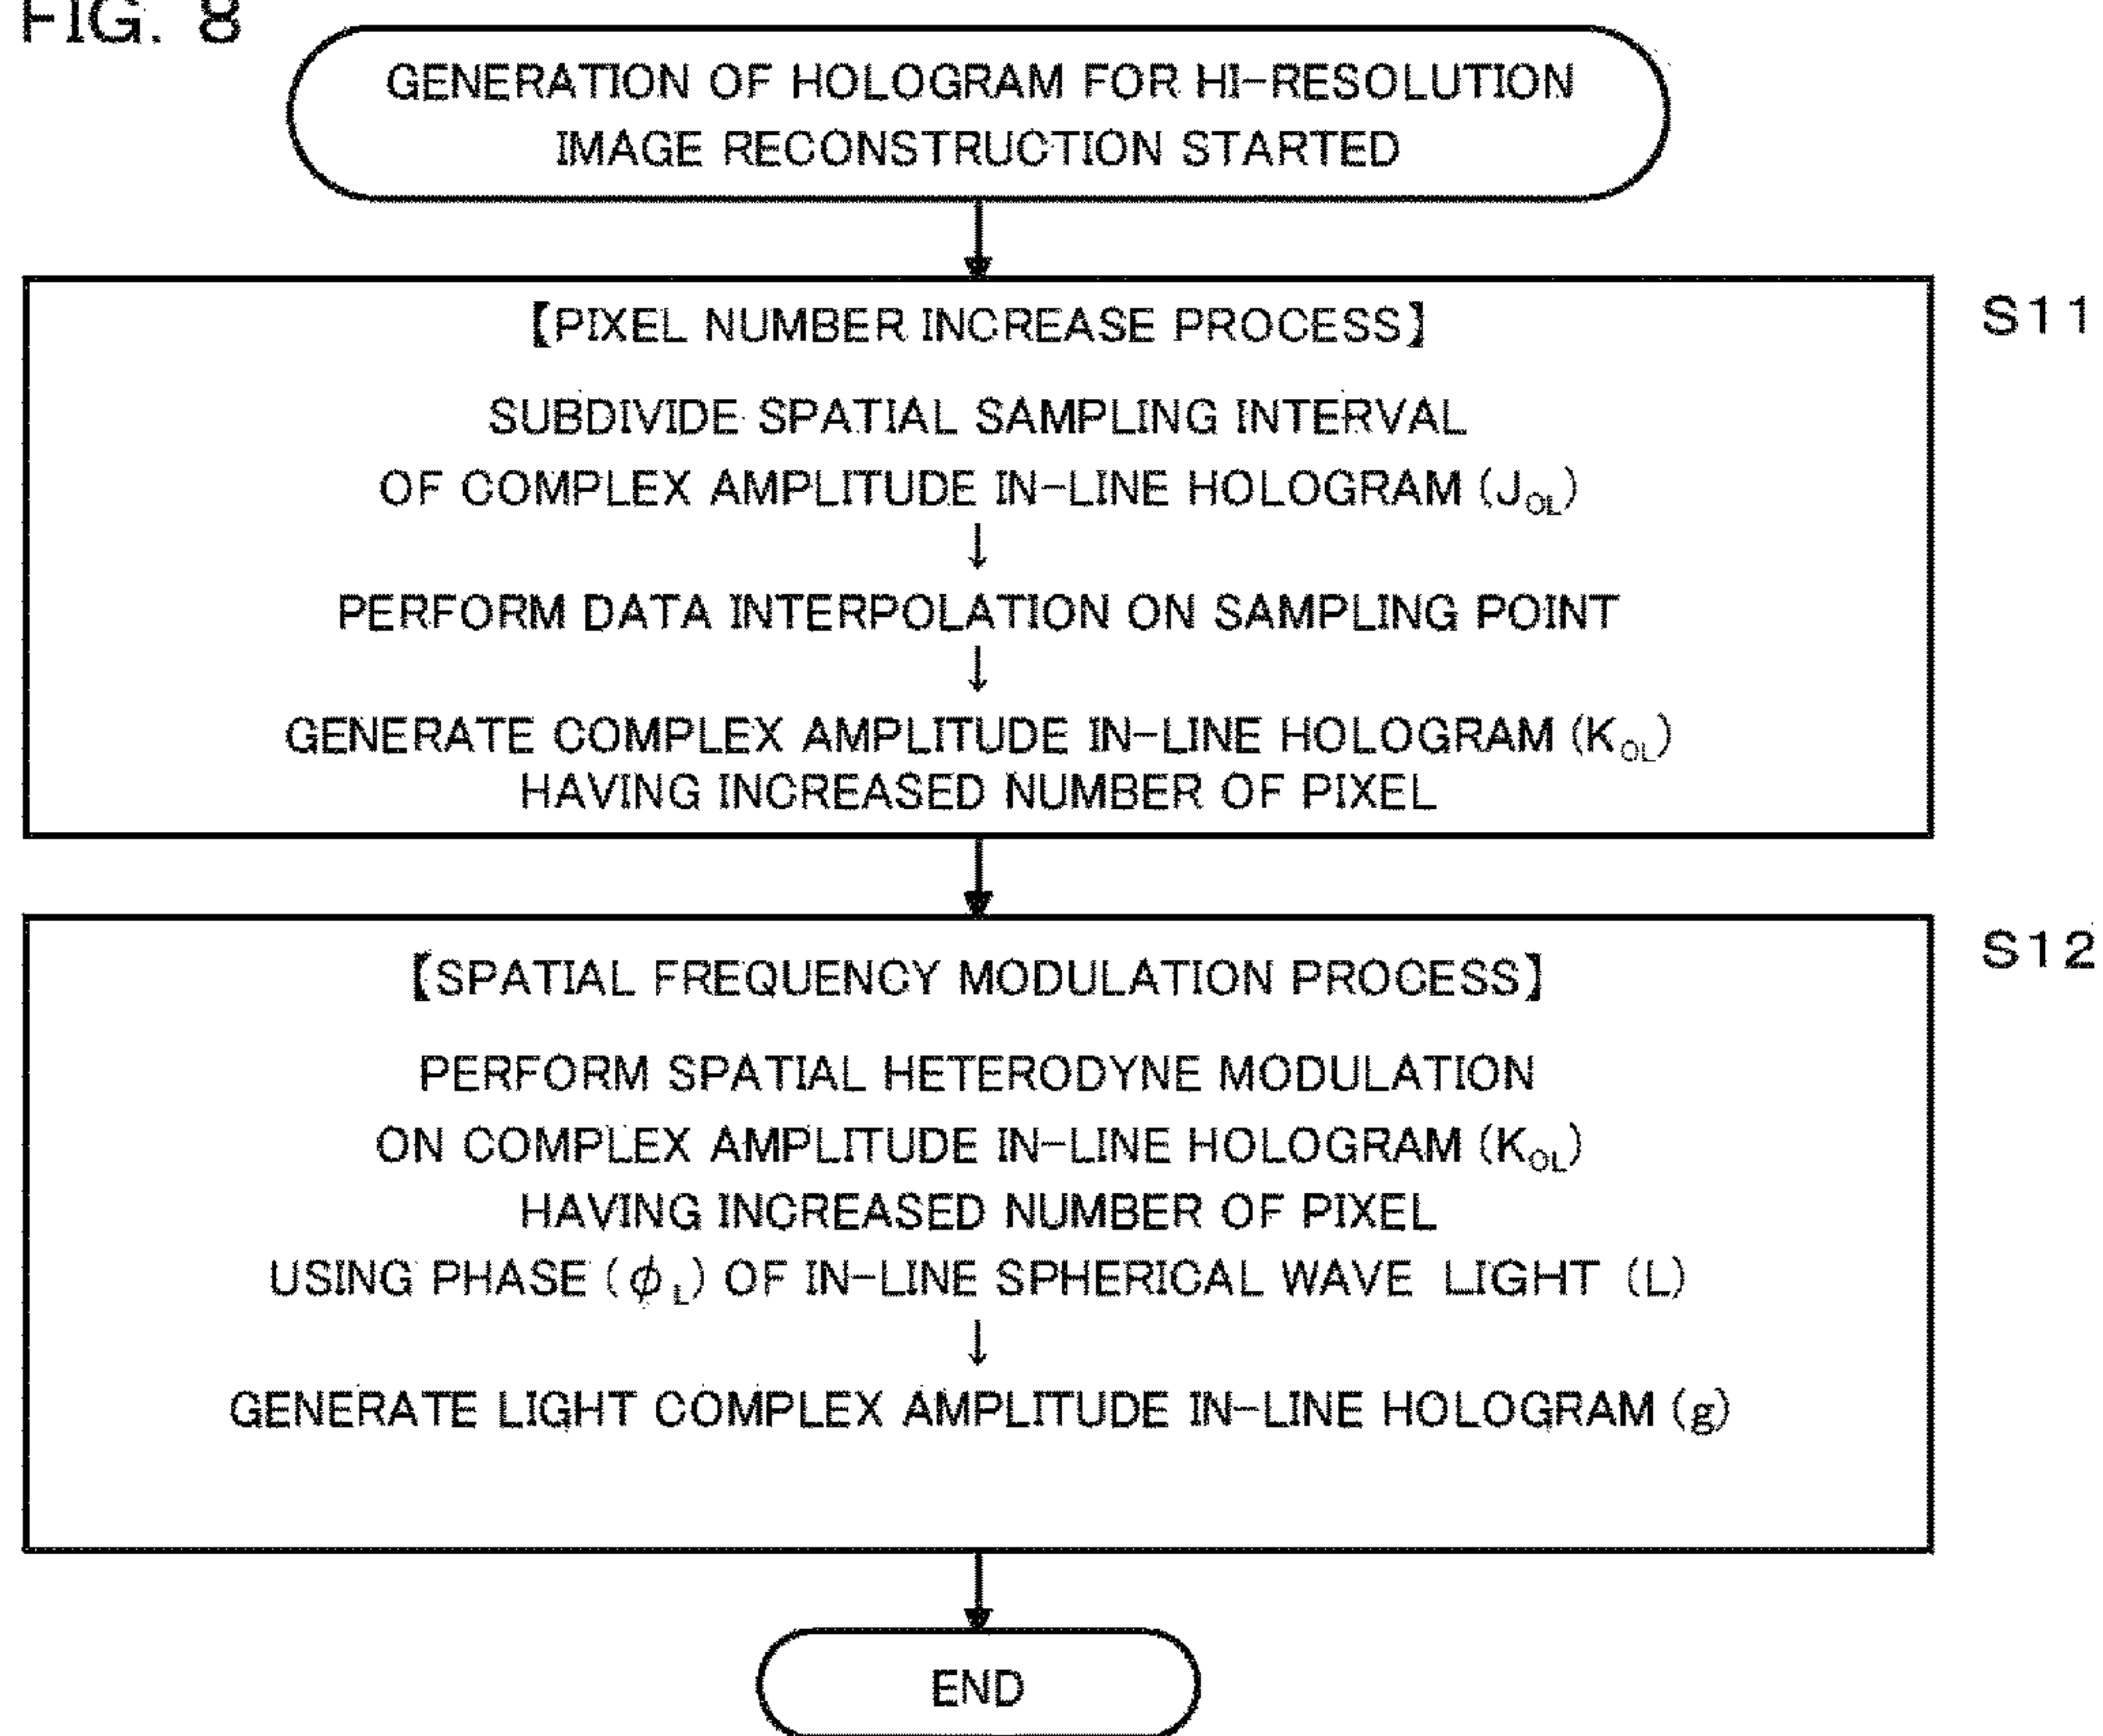 FIG. 8
GENERATION OF HOLOGRAM FOR HI-RESOLUTION
IMAGE RECONSTRUCTION STARTED
S11
【PIXEL NUMBER INCREASE PROCESS】
SUBDIVIDE SPATIAL SAMPLING INTERVAL
OF COMPLEX AMPLITUDE IN-LINE HOLOGRAM (J_OL)
↓
PERFORM DATA INTERPOLATION ON SAMPLING POINT
↓
GENERATE COMPLEX AMPLITUDE IN-LINE HOLOGRAM (K_OL)
HAVING INCREASED NUMBER OF PIXEL
S12
【SPATIAL FREQUENCY MODULATION PROCESS】
PERFORM SPATIAL HETERODYNE MODULATION
ON COMPLEX AMPLITUDE IN-LINE HOLOGRAM (K_OL)
HAVING INCREASED NUMBER OF PIXEL
USING PHASE (ϕ_L) OF IN-LINE SPHERICAL WAVE LIGHT (L)
↓
GENERATE LIGHT COMPLEX AMPLITUDE IN-LINE HOLOGRAM (g)
END